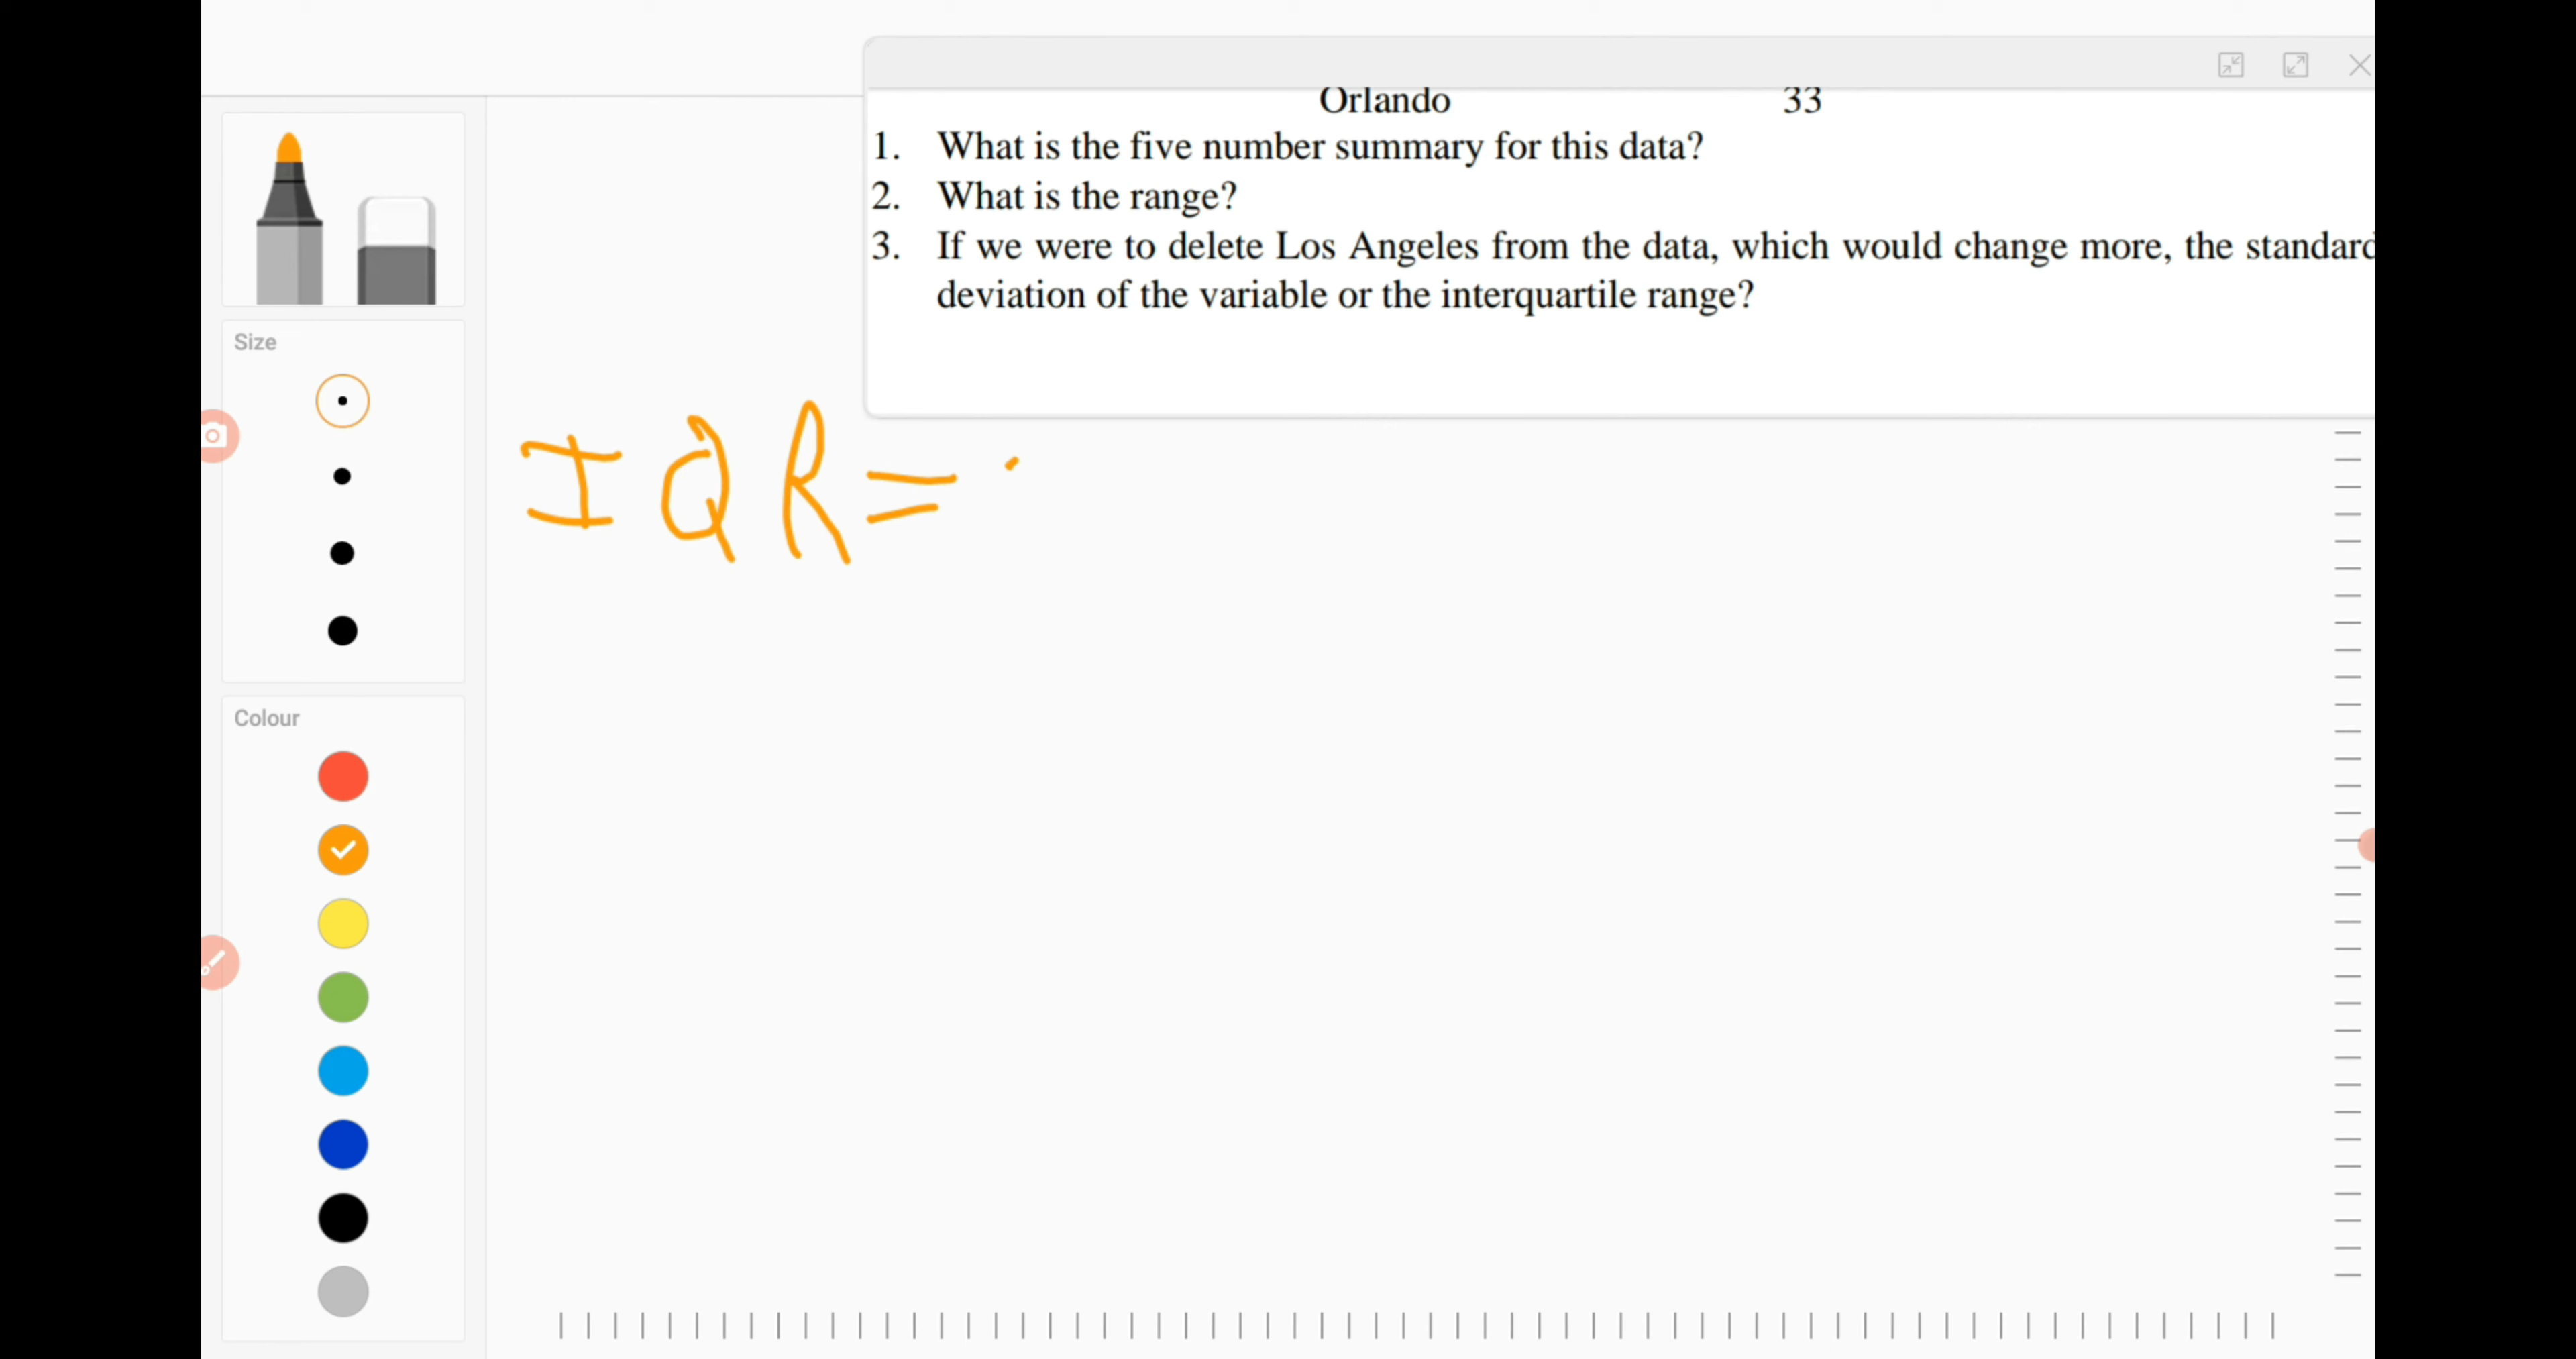 Orlando 33
1. What is the five number summary for this data?
2. What is the range?
3. If we were to delete Los Angeles from the data, which would change more, the standard
deviation of the variable or the interquartile range?
Size
IQR=
Colour